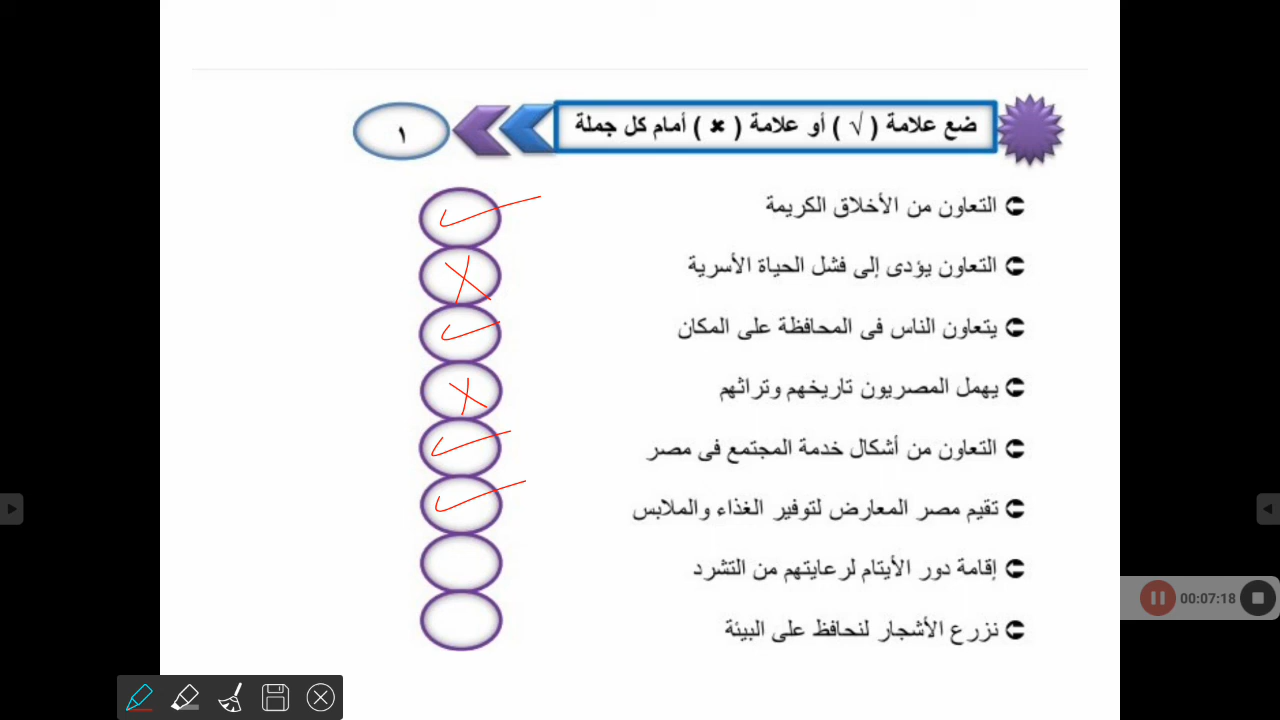 ضع علامة ( √ ) أو علامة ( × ) أمام كل جملة
١
التعاون من الأخلاق الكريمة
التعاون يؤدى إلى فشل الحياة الأسرية
يتعاون الناس فى المحافظة على المكان
يهمل المصريون تاريخهم وتراثهم
التعاون من أشكال خدمة المجتمع فى مصر
تقيم مصر المعارض لتوفير الغذاء والملابس
إقامة دور الأيتام لرعايتهم من التشرد
نزرع الأشجار لنحافظ على البيئة
00:07:18